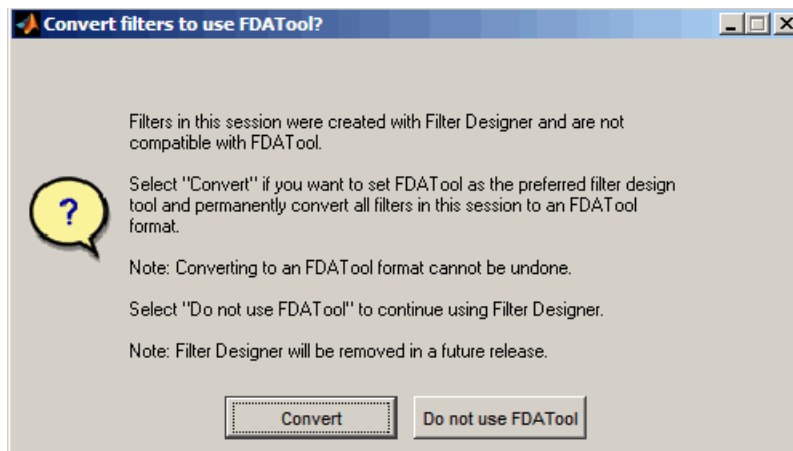 Convert filters to use FDATool?
Filters in this session were created with Filter Designer and are not
compatible with FDATool.
Select "Convert" if you want to set FDATool as the preferred filter design
tool and permanently convert all filters in this session to an FDATool
format.
?
Note: Converting to an FDATool format cannot be undone.
Select "Do not use FDATool" to continue using Filter Designer.
Note: Filter Designer will be removed in a future release.
Convert
Do not use FDATool